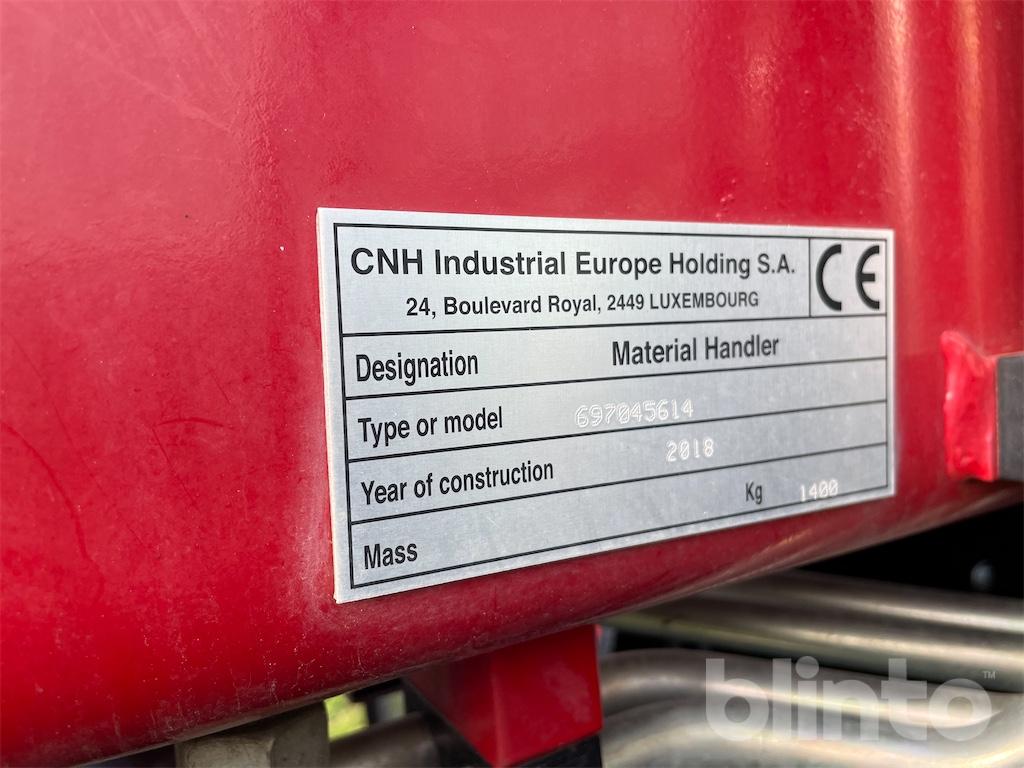 CNH Industrial Europe Holding S.A.
CE
24, Boulevard Royal, 2449 LUXEMBOURG
Designation Material Handler
Type or model 697045614
Year of construction 2018
Mass Kg 1400
blinto™